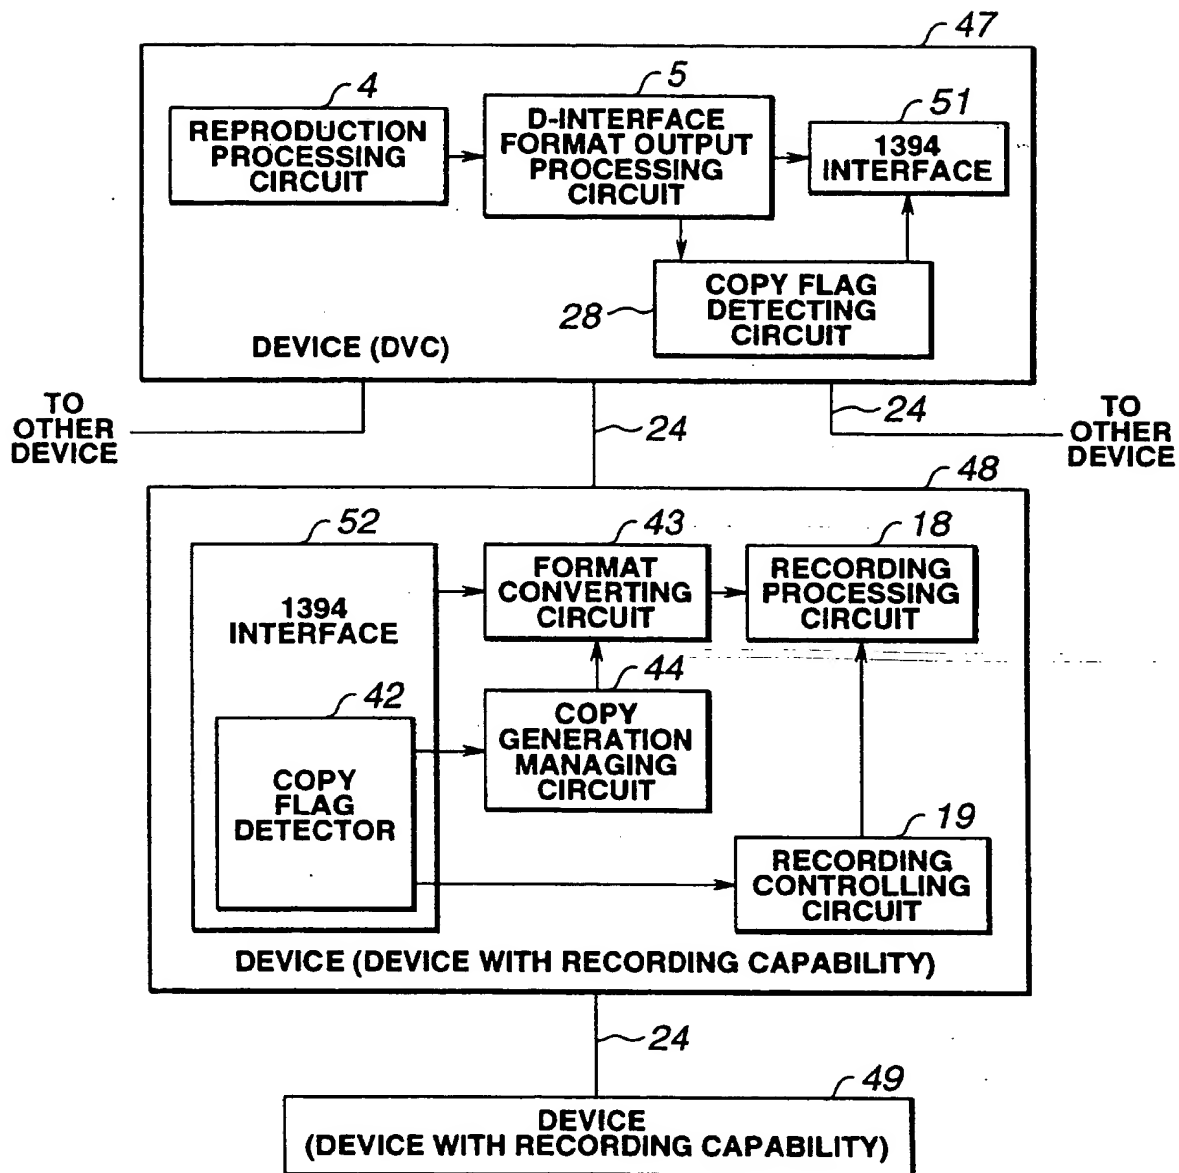 47
4
REPRODUCTION
PROCESSING
CIRCUIT
5
D-INTERFACE
FORMAT OUTPUT
PROCESSING
CIRCUIT
51
1394
INTERFACE
28
COPY FLAG
DETECTING
CIRCUIT
DEVICE (DVC)
TO
OTHER
DEVICE
24
24
TO
OTHER
DEVICE
48
52
1394
INTERFACE
43
FORMAT
CONVERTING
CIRCUIT
18
RECORDING
PROCESSING
CIRCUIT
42
COPY
FLAG
DETECTOR
44
COPY
GENERATION
MANAGING
CIRCUIT
19
RECORDING
CONTROLLING
CIRCUIT
DEVICE (DEVICE WITH RECORDING CAPABILITY)
24
49
DEVICE
(DEVICE WITH RECORDING CAPABILITY)